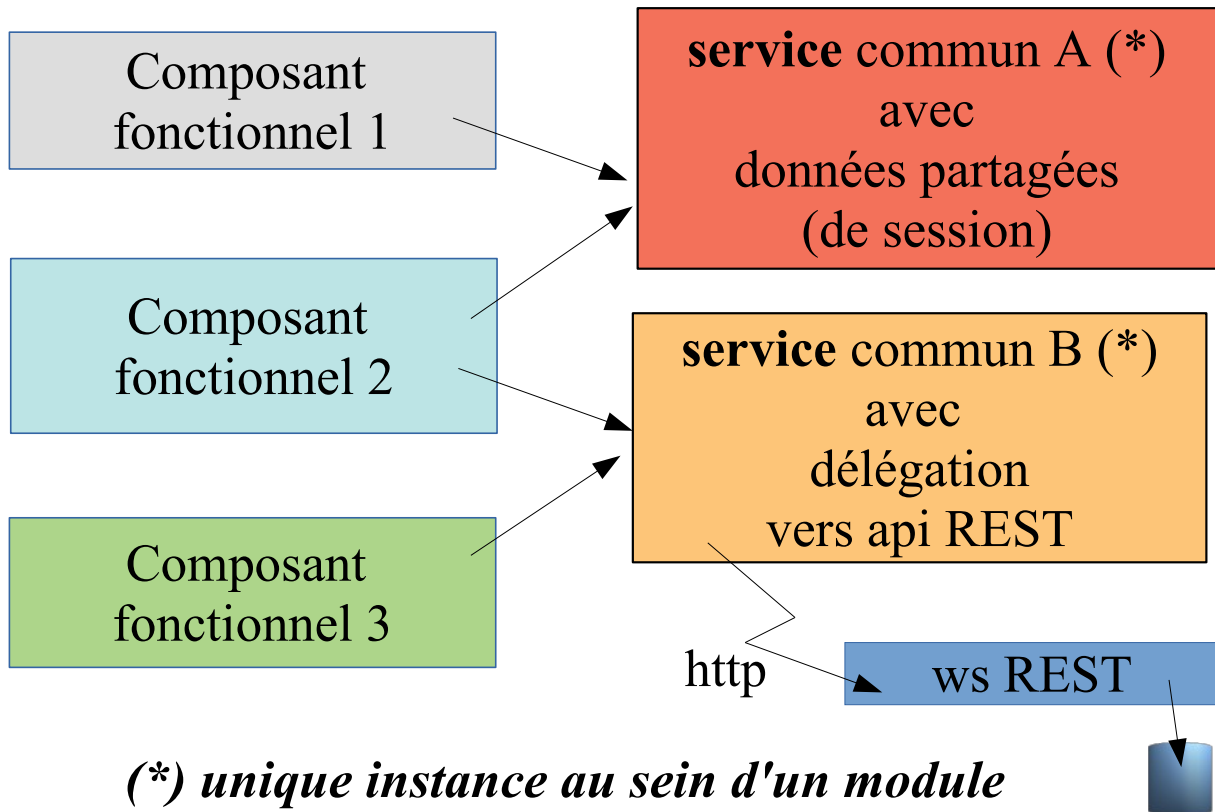 Composant
fonctionnel 1
service commun A (*)
avec
données partagées
(de session)
Composant
fonctionnel 2
service commun B (*)
avec
délégation
vers api REST
Composant
fonctionnel 3
http
ws REST
(*) unique instance au sein d'un module